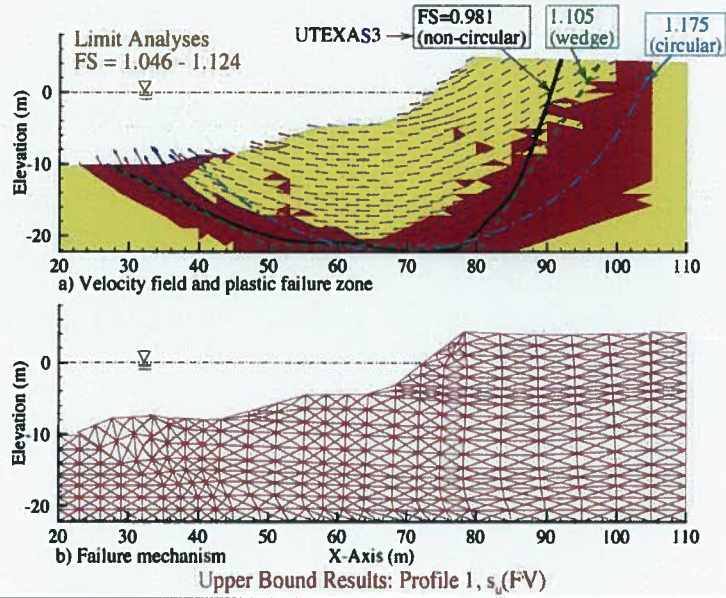 Limit Analyses
FS = 1.046 - 1.124
UTEXAS3
FS=0.981
(non-circular)
1.105
(wedge)
1.175
(circular)
Elevation (m)
0
-10
-20
20 30 40 50 60 70 80 90 100 110
a) Velocity field and plastic failure zone
Elevation (m)
0
-10
-20
20 30 40 50 60 70 80 90 100 110
b) Failure mechanism X-Axis (m)
Upper Bound Results: Profile 1, s_u(FV)